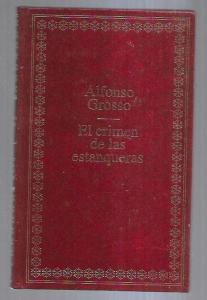 Alfonso
Grosso
El crimen
de las
estanqueras